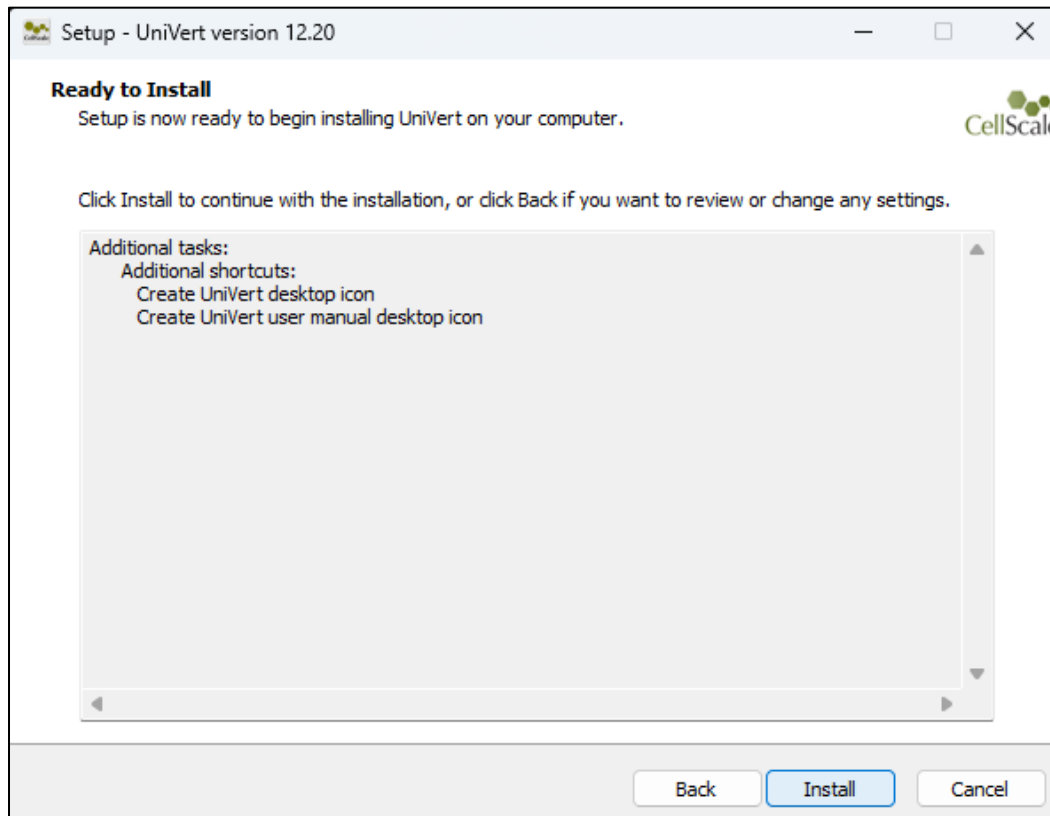 Setup - UniVert version 12.20
Ready to Install
Setup is now ready to begin installing UniVert on your computer.
CellScale
Click Install to continue with the installation, or click Back if you want to review or change any settings.
Additional tasks:
Additional shortcuts:
Create UniVert desktop icon
Create UniVert user manual desktop icon
Back
Install
Cancel